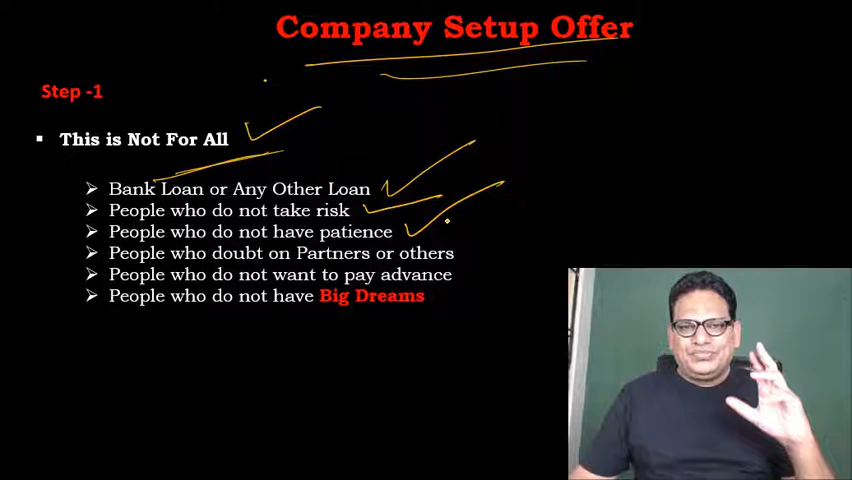 Company Setup Offer
Step -1
▪ This is Not For All
➢ Bank Loan or Any Other Loan
➢ People who do not take risk
➢ People who do not have patience
➢ People who doubt on Partners or others
➢ People who do not want to pay advance
➢ People who do not have Big Dreams